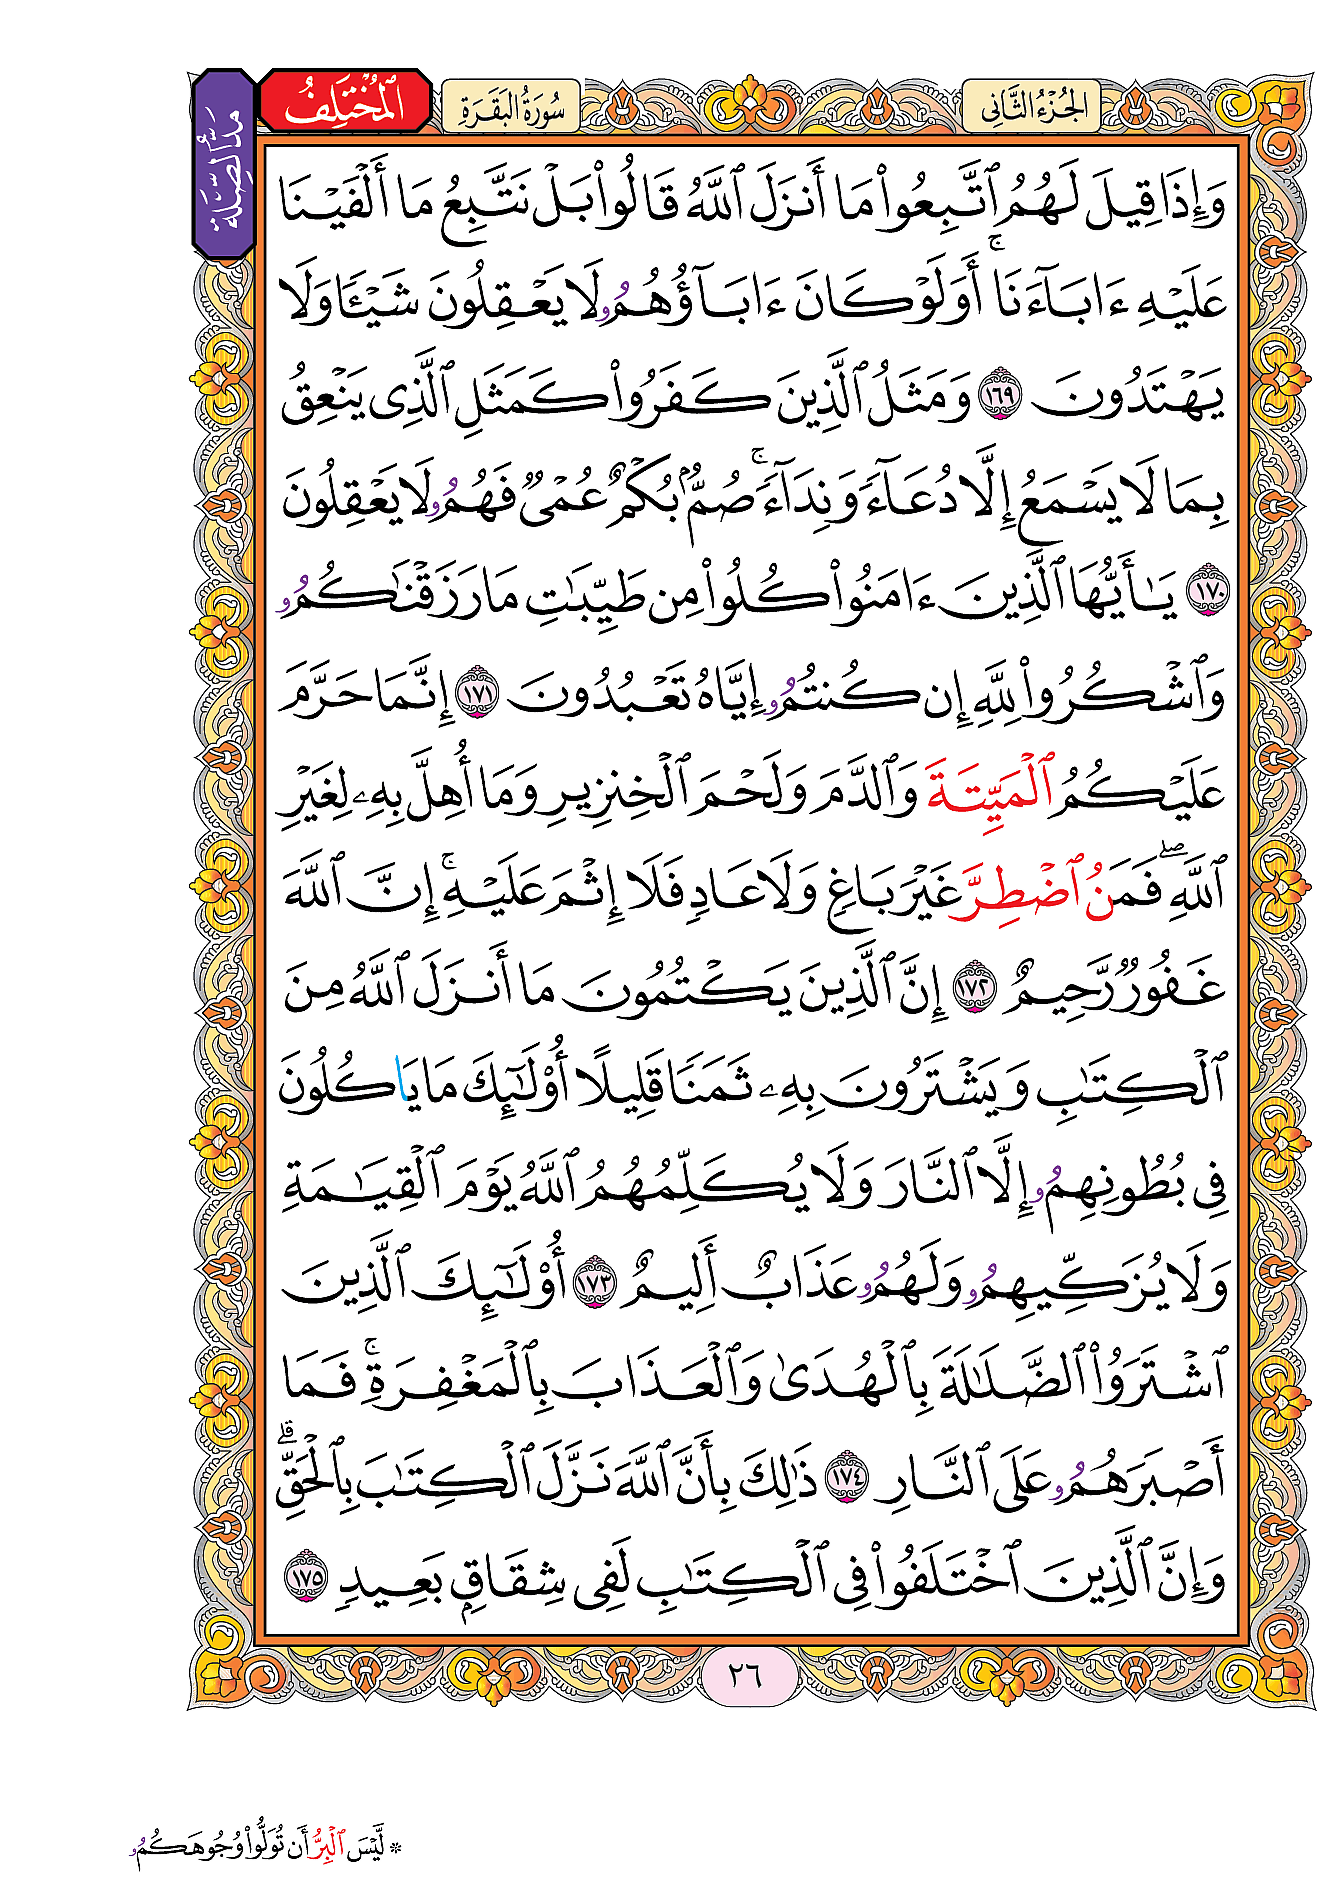 الجُزْءُ الثَّانِى
سُورَةُ البَقَرَةِ
المُخْتَلِفُ
مَدُّ الصِّلَة
وَإِذَا قِيلَ لَهُمُ ٱتَّبِعُوا۟ مَا أَنزَلَ ٱللَّهُ قَالُوا۟ بَلْ نَتَّبِعُ مَا أَلْفَيْنَا
عَلَيْهِ ءَابَآءَنَا ۚ أَوَلَوْ كَانَ ءَابَآؤُهُمُۥ لَا يَعْقِلُونَ شَيْـًٔا وَلَا
يَهْتَدُونَ ١٦٩ وَمَثَلُ ٱلَّذِينَ كَفَرُوا۟ كَمَثَلِ ٱلَّذِى يَنْعِقُ
بِمَا لَا يَسْمَعُ إِلَّا دُعَآءً وَنِدَآءً ۚ صُمٌّۢ بُكْمٌ عُمْىٌ فَهُمُۥ لَا يَعْقِلُونَ
١٧٠ يَـٰأَيُّهَا ٱلَّذِينَ ءَامَنُوا۟ كُلُوا۟ مِن طَيِّبَـٰتِ مَا رَزَقْنَـٰكُمُۥ
وَٱشْكُرُوا۟ لِلَّهِ إِن كُنتُمُۥ إِيَّاهُ تَعْبُدُونَ ١٧١ إِنَّمَا حَرَّمَ
عَلَيْكُمُ ٱلْمَيِّتَةَ وَٱلدَّمَ وَلَحْمَ ٱلْخِنزِيرِ وَمَا أُهِلَّ بِهِۦ لِغَيْرِ
ٱللَّهِ ۖ فَمَنُ ٱضْطِرَّ غَيْرَ بَاغٍ وَلَا عَادٍ فَلَا إِثْمَ عَلَيْهِ ۚ إِنَّ ٱللَّهَ
غَفُورٌ رَّحِيمٌ ١٧٢ إِنَّ ٱلَّذِينَ يَكْتُمُونَ مَا أَنزَلَ ٱللَّهُ مِنَ
ٱلْكِتَـٰبِ وَيَشْتَرُونَ بِهِۦ ثَمَنًا قَلِيلًا أُو۟لَـٰٓئِكَ مَا يَاكُلُونَ
فِى بُطُونِهِمُۥ إِلَّا ٱلنَّارَ وَلَا يُكَلِّمُهُمُ ٱللَّهُ يَوْمَ ٱلْقِيَـٰمَةِ
وَلَا يُزَكِّيهِمُۥ وَلَهُمُۥ عَذَابٌ أَلِيمٌ ١٧٣ أُو۟لَـٰٓئِكَ ٱلَّذِينَ
ٱشْتَرَوُا۟ ٱلضَّلَـٰلَةَ بِٱلْهُدَىٰ وَٱلْعَذَابَ بِٱلْمَغْفِرَةِ ۚ فَمَا
أَصْبَرَهُمُۥ عَلَى ٱلنَّارِ ١٧٤ ذَٰلِكَ بِأَنَّ ٱللَّهَ نَزَّلَ ٱلْكِتَـٰبَ بِٱلْحَقِّ ۗ
وَإِنَّ ٱلَّذِينَ ٱخْتَلَفُوا۟ فِى ٱلْكِتَـٰبِ لَفِى شِقَاقٍۭ بَعِيدٍ ١٧٥
٢٦
* لَّيْسَ ٱلْبِرُّ أَن تُوَلُّوا۟ وُجُوهَكُمُۥ